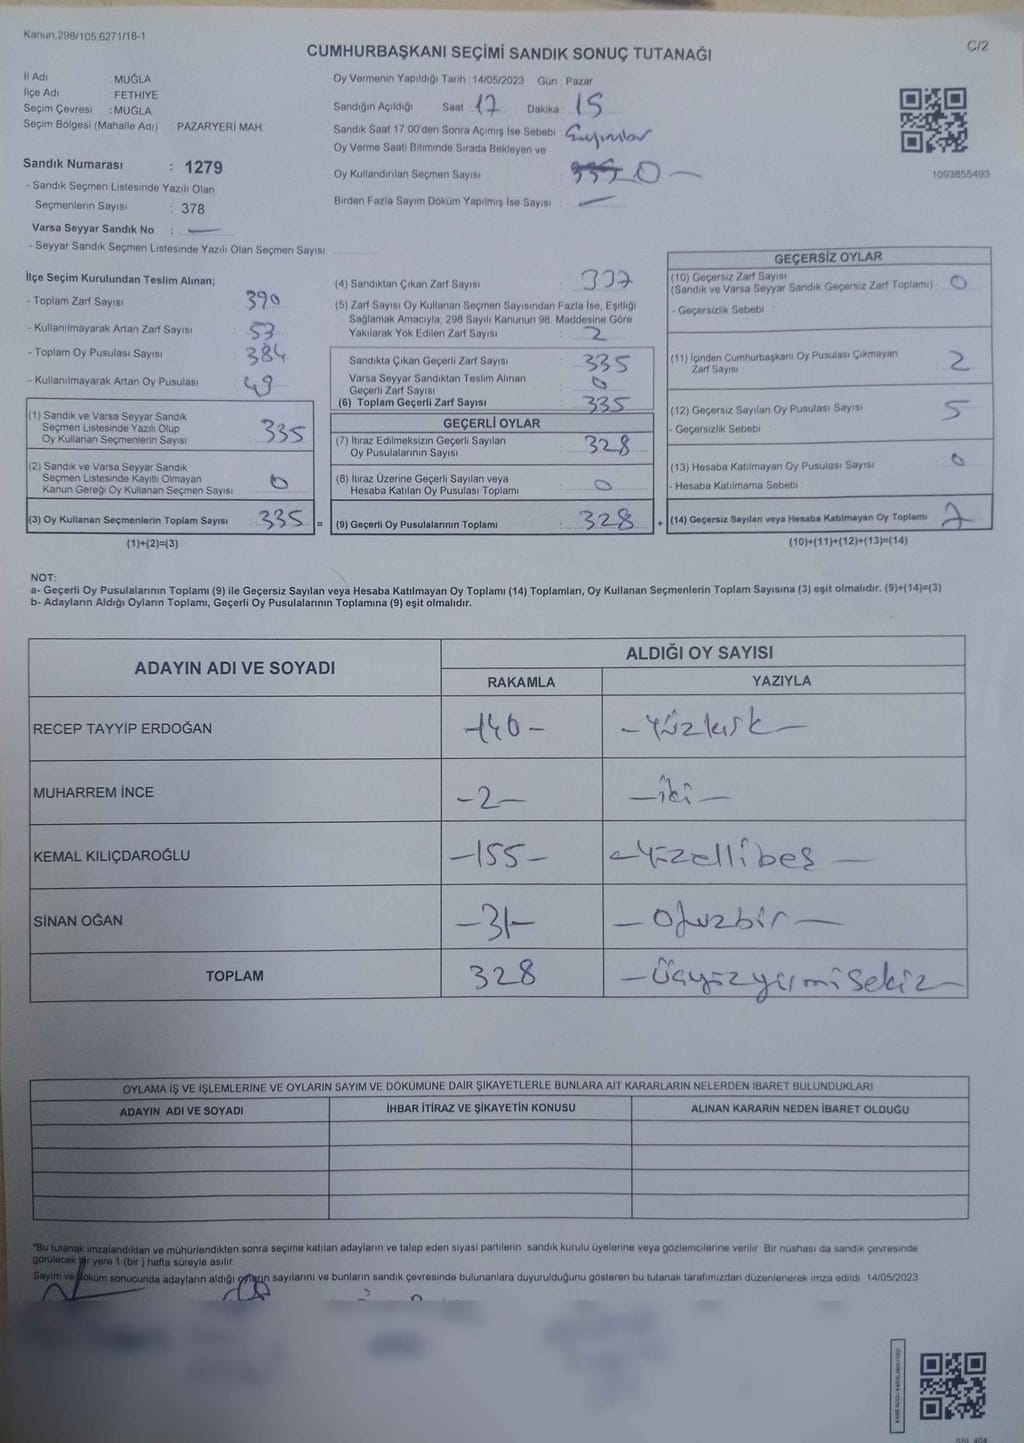 Kanun,298/105;6271/18-1
C/2
CUMHURBAŞKANI SEÇİMİ SANDIK SONUÇ TUTANAĞI
İl Adı : MUĞLA
İlçe Adı : FETHİYE
Seçim Çevresi : MUĞLA
Seçim Bölgesi (Mahalle Adı) : PAZARYERİ MAH.
Sandık Numarası : 1279
- Sandık Seçmen Listesinde Yazılı Olan
Seçmenlerin Sayısı : 378
Varsa Seyyar Sandık No : —
- Seyyar Sandık Seçmen Listesinde Yazılı Olan Seçmen Sayısı:
Oy Vermenin Yapıldığı Tarih :14/05/2023 Gün : Pazar
Sandığın Açıldığı Saat : 17 Dakika : 15
Sandık Saat 17.00'den Sonra Açımış İse Sebebi :
Oy Verme Saati Bitiminde Sırada Bekleyen ve
Oy Kullandırılan Seçmen Sayısı 0 —
Birden Fazla Sayım Döküm Yapılmış İse Sayısı : —
1093855493
İlçe Seçim Kurulundan Teslim Alınan;
- Toplam Zarf Sayısı : 390
- Kullanılmayarak Artan Zarf Sayısı : 53
- Toplam Oy Pusulası Sayısı : 384
- Kullanılmayarak Artan Oy Pusulası : 49
(1) Sandık ve Varsa Seyyar Sandık
Seçmen Listesinde Yazılı Olup
Oy Kullanan Seçmenlerin Sayısı : 335
(2) Sandık ve Varsa Seyyar Sandık
Seçmen Listesinde Kayıtlı Olmayan
Kanun Gereği Oy Kullanan Seçmen Sayısı : 0
(3) Oy Kullanan Seçmenlerin Toplam Sayısı : 335 =
(1)+(2)=(3)
(4) Sandıktan Çıkan Zarf Sayısı : 337
(5) Zarf Sayısı Oy Kullanan Seçmen Sayısından Fazla İse, Eşitliği
Sağlamak Amacıyla; 298 Sayılı Kanunun 98. Maddesine Göre
Yakılarak Yok Edilen Zarf Sayısı : 2
Sandıkta Çıkan Geçerli Zarf Sayısı : 335
Varsa Seyyar Sandıktan Teslim Alınan
Geçerli Zarf Sayısı : 0
(6) Toplam Geçerli Zarf Sayısı : 335
GEÇERLİ OYLAR
(7) İtiraz Edilmeksizin Geçerli Sayılan
Oy Pusulalarının Sayısı : 328
(8) İtiraz Üzerine Geçerli Sayılan veya
Hesaba Katılan Oy Pusulası Toplamı : 0
(9) Geçerli Oy Pusulalarının Toplamı : 328 +
GEÇERSİZ OYLAR
(10) Geçersiz Zarf Sayısı
(Sandık ve Varsa Seyyar Sandık Geçersiz Zarf Toplamı) : 0
- Geçersizlik Sebebi :
(11) İçinden Cumhurbaşkanı Oy Pusulası Çıkmayan
Zarf Sayısı 2
(12) Geçersiz Sayılan Oy Pusulası Sayısı : 5
- Geçersizlik Sebebi :
(13) Hesaba Katılmayan Oy Pusulası Sayısı : 0
- Hesaba Katılmama Sebebi :
(14) Geçersiz Sayılan veya Hesaba Katılmayan Oy Toplamı : 7
(10)+(11)+(12)+(13)=(14)
NOT:
a- Geçerli Oy Pusulalarının Toplamı (9) ile Geçersiz Sayılan veya Hesaba Katılmayan Oy Toplamı (14) Toplamları, Oy Kullanan Seçmenlerin Toplam Sayısına (3) eşit olmalıdır. (9)+(14)=(3)
b- Adayların Aldığı Oyların Toplamı, Geçerli Oy Pusulalarının Toplamına (9) eşit olmalıdır.
ADAYIN ADI VE SOYADI
ALDIĞI OY SAYISI
RAKAMLA YAZIYLA
RECEP TAYYİP ERDOĞAN -140- -Yüzkırk-
MUHARREM İNCE -2- -iki-
KEMAL KILIÇDAROĞLU -155- -Yüzellibeş-
SİNAN OĞAN -31- -Otuzbir-
TOPLAM 328 -Üçyüzyirmisekiz-
OYLAMA İŞ VE İŞLEMLERİNE VE OYLARIN SAYIM VE DÖKÜMÜNE DAİR ŞİKAYETLERLE BUNLARA AİT KARARLARIN NELERDEN İBARET BULUNDUKLARI
ADAYIN ADI VE SOYADI İHBAR İTİRAZ VE ŞİKAYETİN KONUSU ALINAN KARARIN NEDEN İBARET OLDUĞU
*Bu tutanak imzalandıktan ve mühürlendikten sonra seçime katılan adayların ve talep eden siyasi partilerin sandık kurulu üyelerine veya gözlemcilerine verilir. Bir nüshası da sandık çevresinde
görülecek bir yere 1 (bir ) hafta süreyle asılır.
Sayım ve döküm sonucunda adayların aldığı oyların sayılarını ve bunların sandık çevresinde bulunanlara duyurulduğunu gösteren bu tutanak tarafımızdan düzenlenerek imza edildi. 14/05/2023